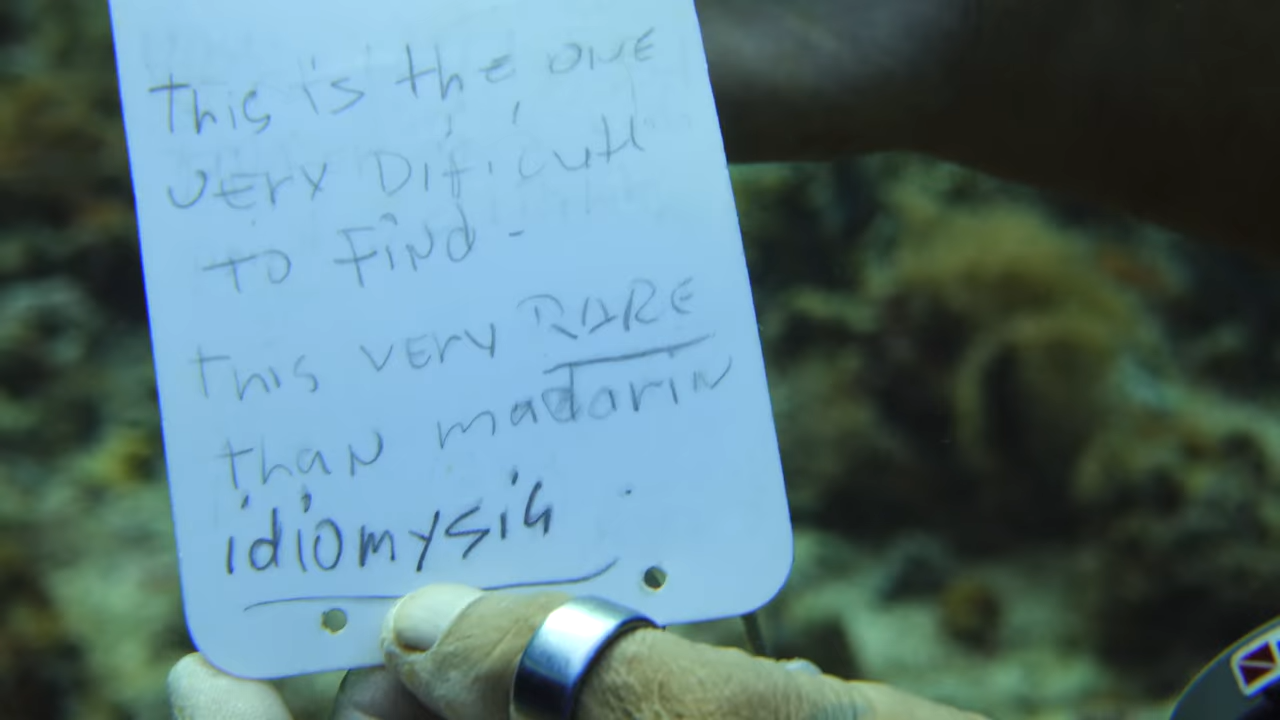 This is the ONE
VERY DifiCUlt
TO FiNd -
This VEry RARE
than madarin
idiomysis.